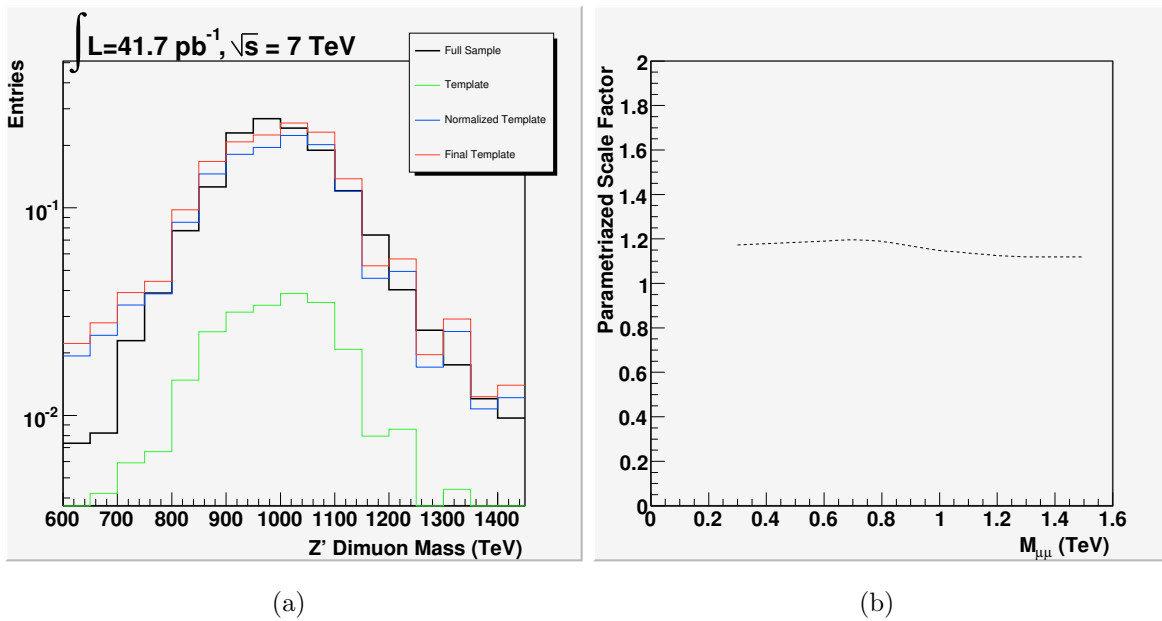 ∫L=41.7 pb⁻¹, √s = 7 TeV
Full Sample
Template
Normalized Template
Final Template
Entries
10⁻¹
10⁻²
600 700 800 900 1000 1100 1200 1300 1400
Z' Dimuon Mass (TeV)
(a)
Parametriazed Scale Factor
2
1.8
1.6
1.4
1.2
1
0.8
0.6
0.4
0.2
0
0 0.2 0.4 0.6 0.8 1 1.2 1.4 1.6
Mμμ (TeV)
(b)